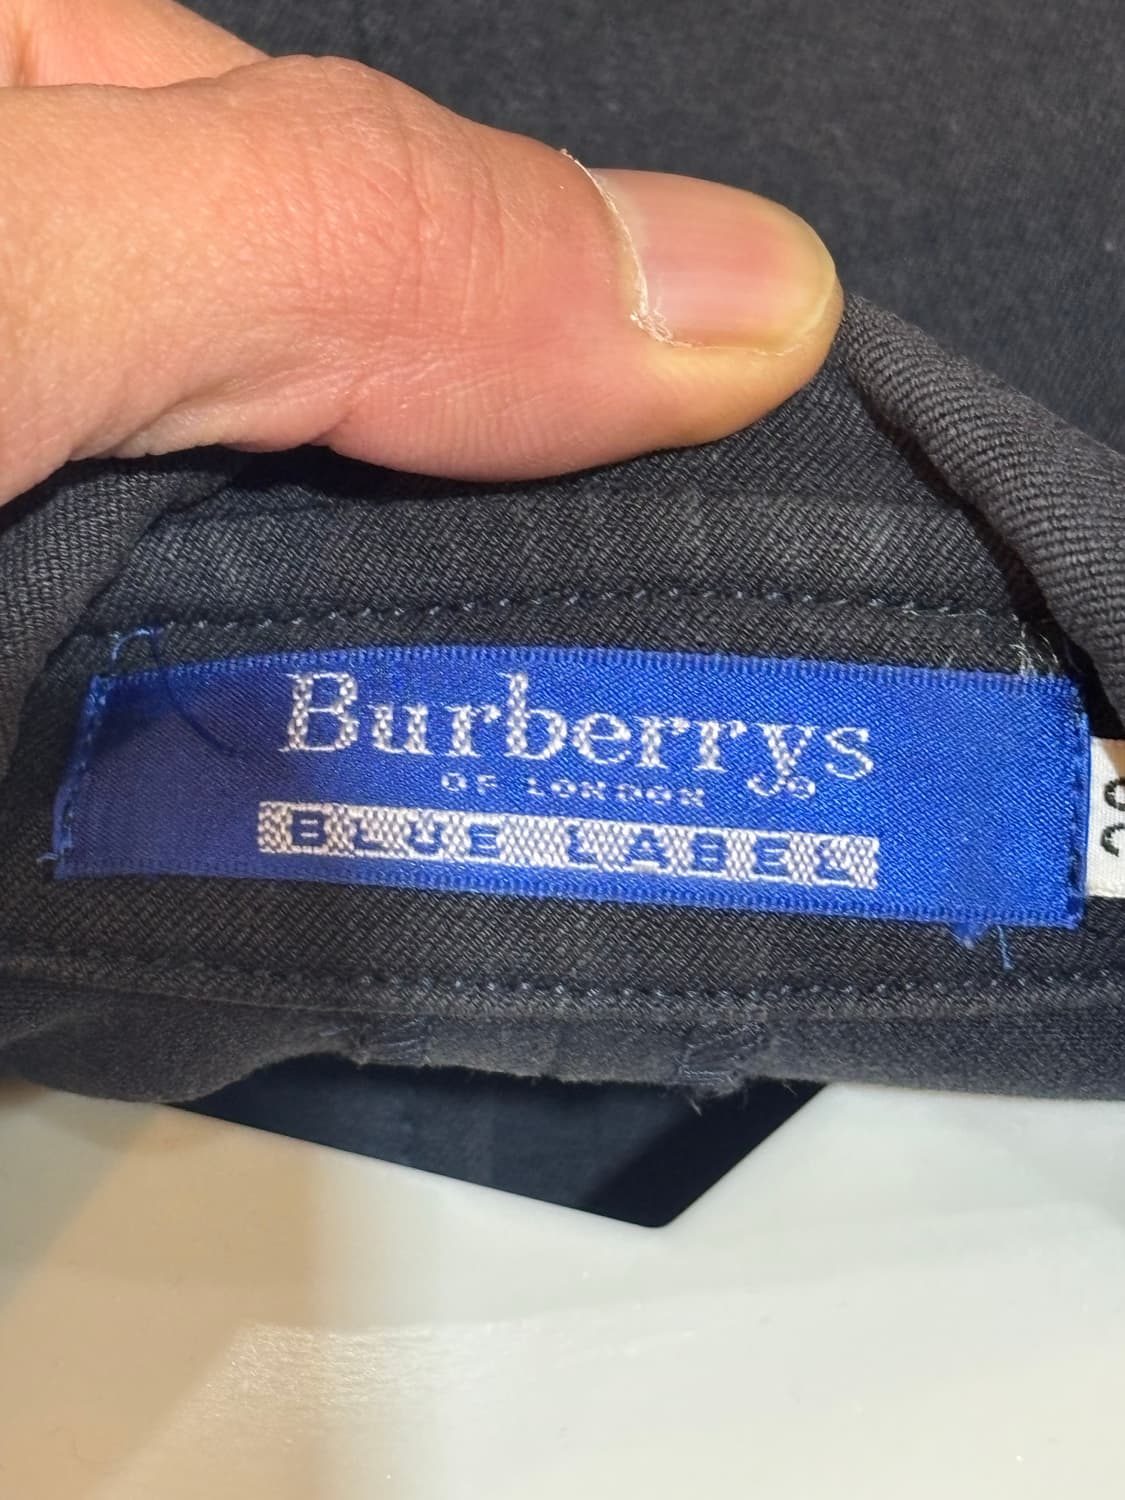 Burberrys
OF LONDON
BLUE LABEL